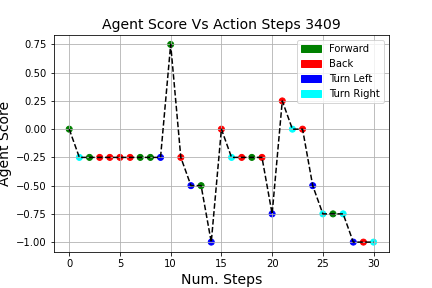 Agent Score Vs Action Steps 3409
Agent Score
0.75
0.50
0.25
0.00
−0.25
−0.50
−0.75
−1.00
Forward
Back
Turn Left
Turn Right
0 5 10 15 20 25 30
Num. Steps